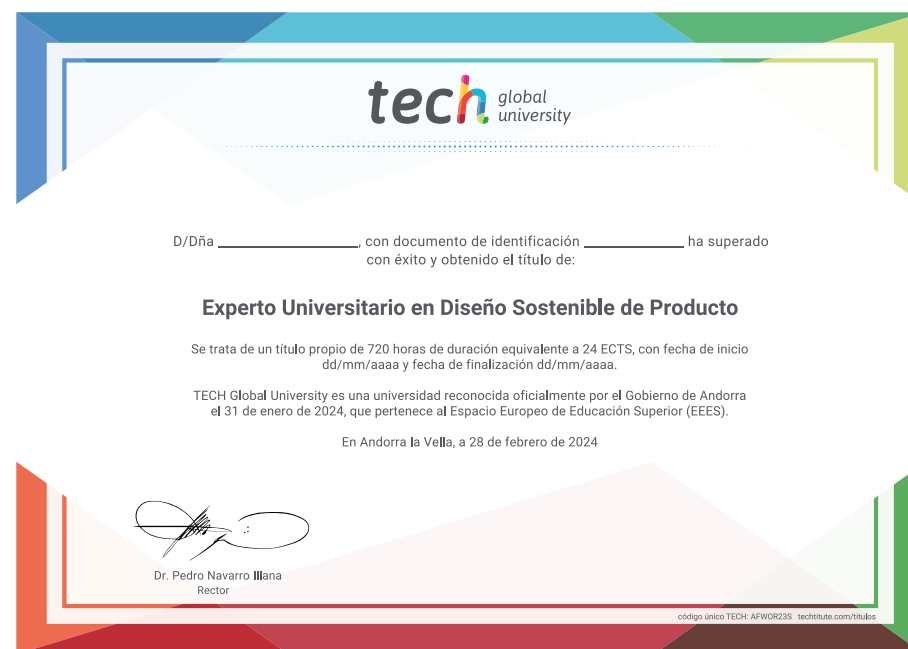 tech global university
D/Dña ____________, con documento de identificación ____________ ha superado
con éxito y obtenido el título de:
Experto Universitario en Diseño Sostenible de Producto
Se trata de un título propio de 720 horas de duración equivalente a 24 ECTS, con fecha de inicio
dd/mm/aaaa y fecha de finalización dd/mm/aaaa.
TECH Global University es una universidad reconocida oficialmente por el Gobierno de Andorra
el 31 de enero de 2024, que pertenece al Espacio Europeo de Educación Superior (EEES).
En Andorra la Vella, a 28 de febrero de 2024
Dr. Pedro Navarro Illana
Rector
código único TECH: AFWOR23S techtitute.com/titulos